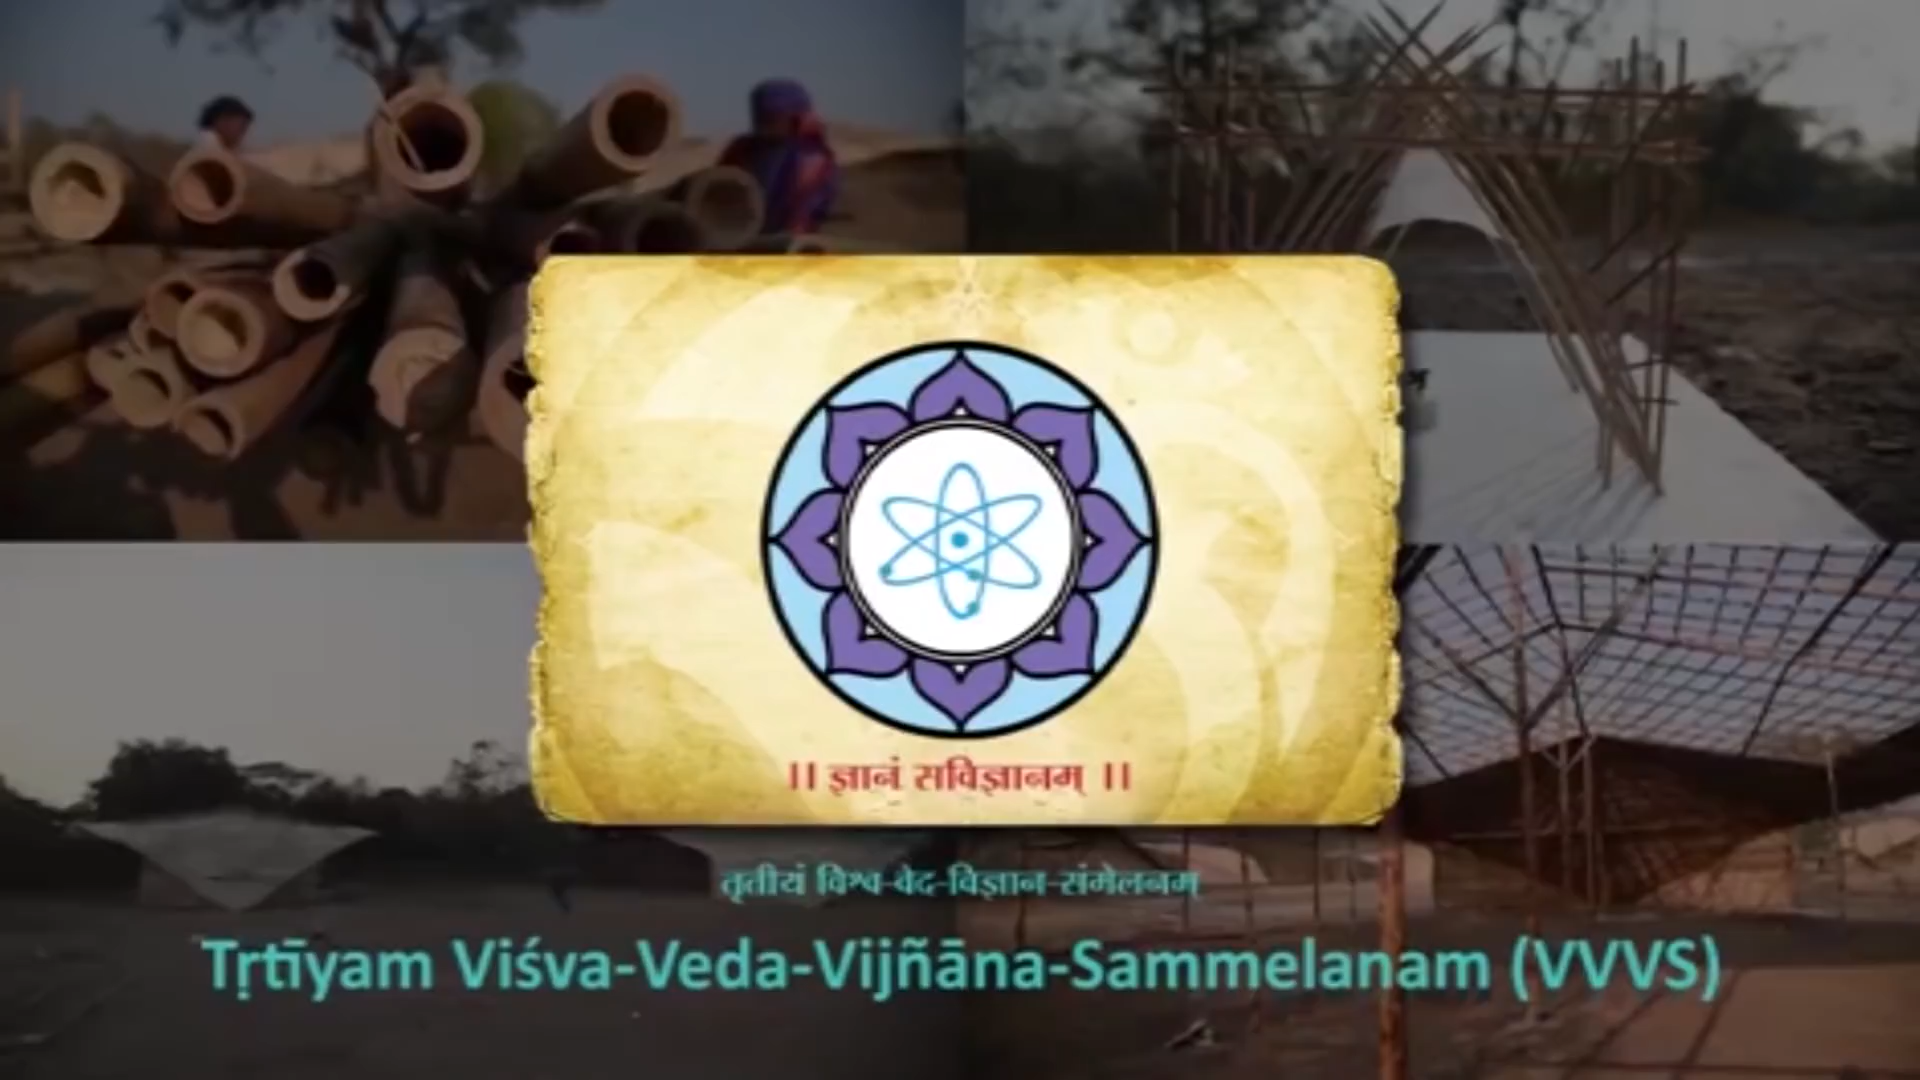 ।। ज्ञानं सविज्ञानम् ।।
तृतीयं विश्व-वेद-विज्ञान-संमेलनम्
Tṛtīyam Viśva-Veda-Vijñāna-Sammelanam (VVVS)